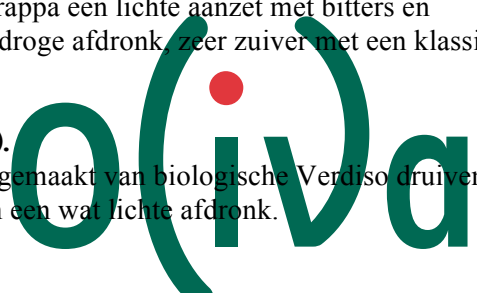 rappa een lichte aanzet met bitters en
droge afdronk, zeer zuiver met een klassi
).
gemaakt van biologische Verdiso druiven
een wat lichte afdronk.
o(iva